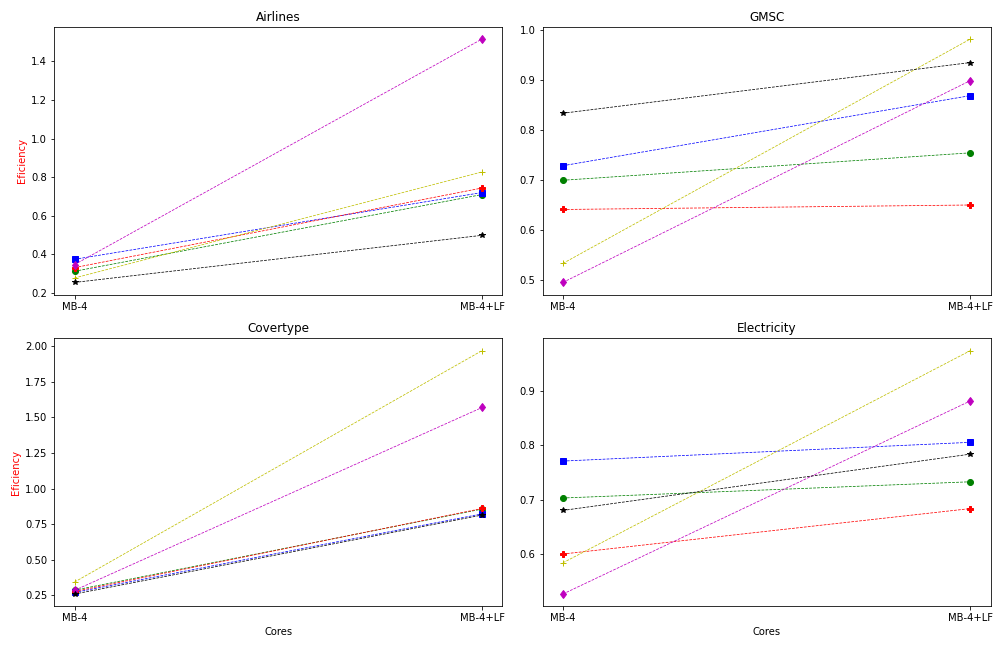 Airlines
1.4
1.2
1.0
0.8
0.6
0.4
0.2
Eficiency
MB-4
MB-4+LF
GMSC
1.0
0.9
0.8
0.7
0.6
0.5
MB-4
MB-4+LF
Covertype
2.00
1.75
1.50
1.25
1.00
0.75
0.50
0.25
Eficiency
MB-4
MB-4+LF
Cores
Electricity
0.9
0.8
0.7
0.6
MB-4
MB-4+LF
Cores